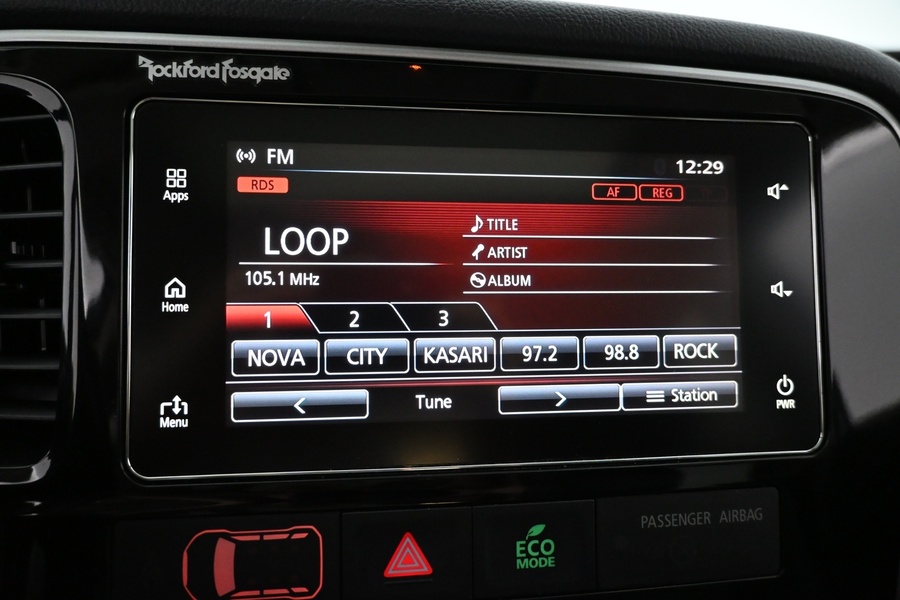 Rockford Fosgate
FM
12:29
RDS
AF REG
Apps
LOOP
TITLE
ARTIST
ALBUM
105.1 MHz
Home
1 2 3
NOVA CITY KASARI 97.2 98.8 ROCK
< Tune > Station
Menu
PWR
PASSENGER AIRBAG
ECO
MODE